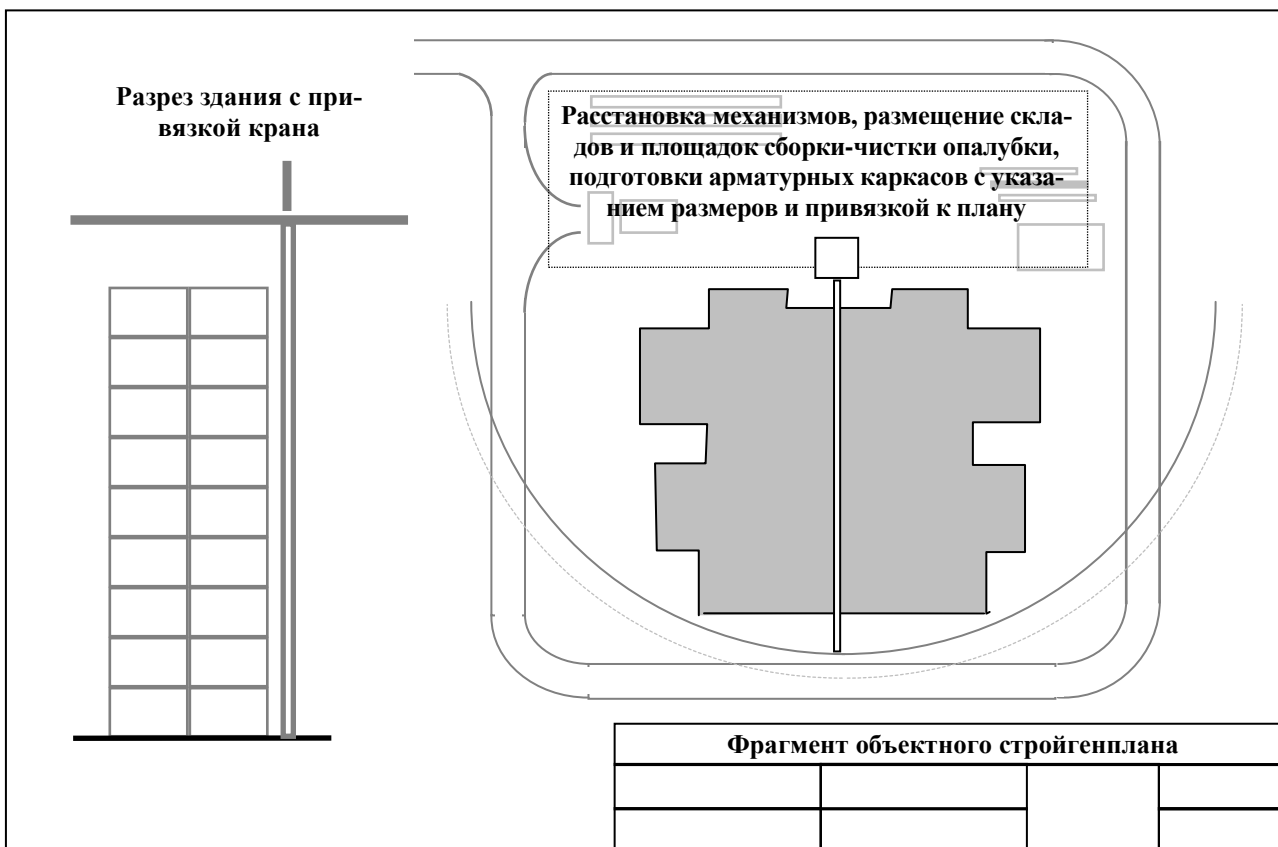 Разрез здания с при-
вязкой крана
Расстановка механизмов, размещение скла-
дов и площадок сборки-чистки опалубки,
подготовки арматурных каркасов с указа-
нием размеров и привязкой к плану
Фрагмент объектного стройгенплана